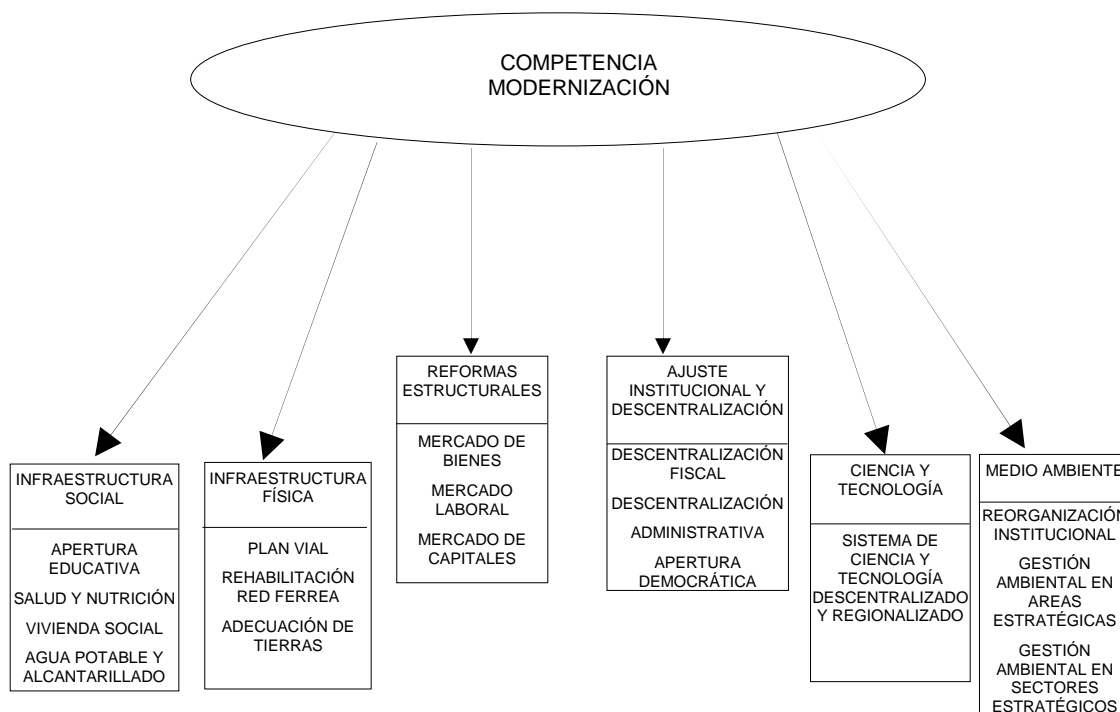 COMPETENCIA
MODERNIZACIÓN
INFRAESTRUCTURA
SOCIAL
APERTURA
EDUCATIVA
SALUD Y NUTRICIÓN
VIVIENDA SOCIAL
AGUA POTABLE Y
ALCANTARILLADO
INFRAESTRUCTURA
FÍSICA
PLAN VIAL
REHABILITACIÓN
RED FERREA
ADECUACIÓN DE
TIERRAS
REFORMAS
ESTRUCTURALES
MERCADO DE
BIENES
MERCADO
LABORAL
MERCADO DE
CAPITALES
AJUSTE
INSTITUCIONAL Y
DESCENTRALIZACIÓN
DESCENTRALIZACIÓN
FISCAL
DESCENTRALIZACIÓN
ADMINISTRATIVA
APERTURA
DEMOCRÁTICA
CIENCIA Y
TECNOLOGÍA
SISTEMA DE
CIENCIA Y
TECNOLOGÍA
DESCENTRALIZADO
Y REGIONALIZADO
MEDIO AMBIENTE
REORGANIZACIÓN
INSTITUCIONAL
GESTIÓN
AMBIENTAL EN
AREAS
ESTRATÉGICAS
GESTIÓN
AMBIENTAL EN
SECTORES
ESTRATÉGICOS